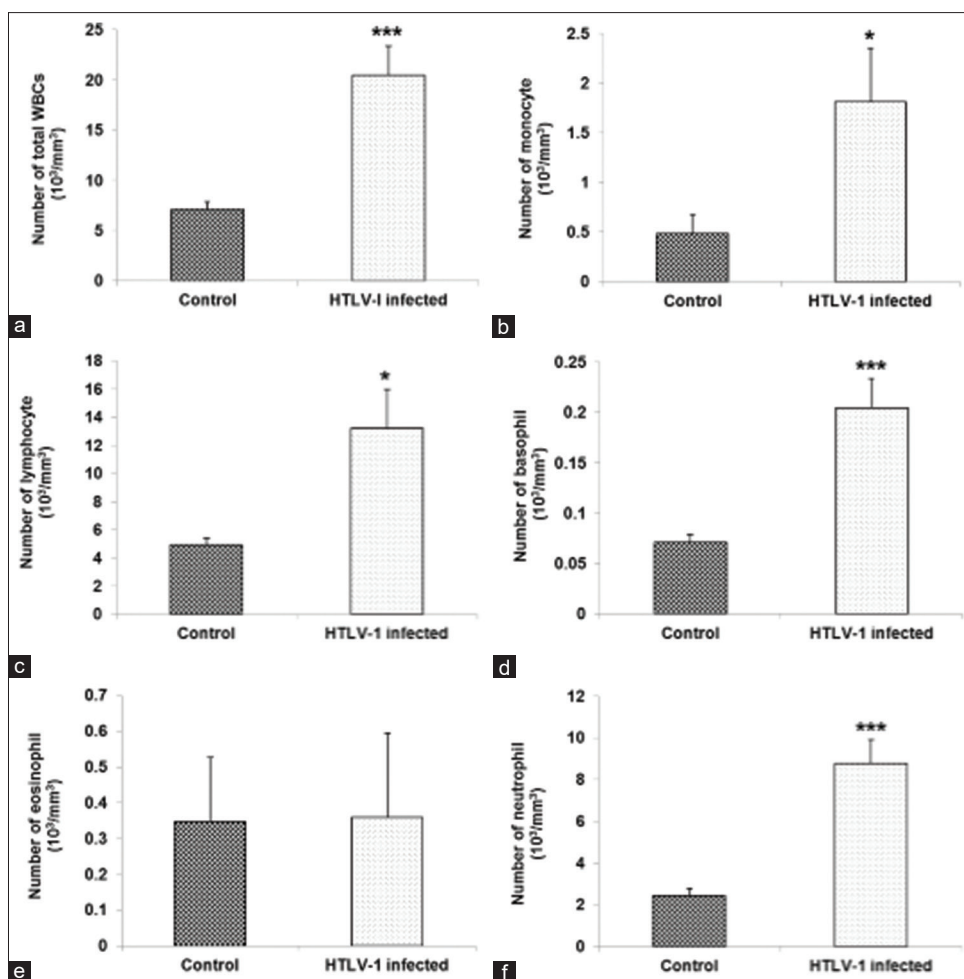 Number of total WBCs
(10³/mm³)
25
20
15
10
5
0
***
Control
HTLV-I infected
a
Number of monocyte
(10³/mm³)
2.5
2
1.5
1
0.5
0
*
Control
HTLV-1 infected
b
Number of lymphocyte
(10³/mm³)
18
16
14
12
10
8
6
4
2
0
*
Control
HTLV-1 infected
c
Number of basophil
(10³/mm³)
0.25
0.2
0.15
0.1
0.05
0
***
Control
HTLV-1 infected
d
Number of eosinophil
(10³/mm³)
0.7
0.6
0.5
0.4
0.3
0.2
0.1
0
Control
HTLV-1 infected
e
Number of neutrophil
(10³/mm³)
12
10
8
6
4
2
0
***
Control
HTLV-1 infected
f